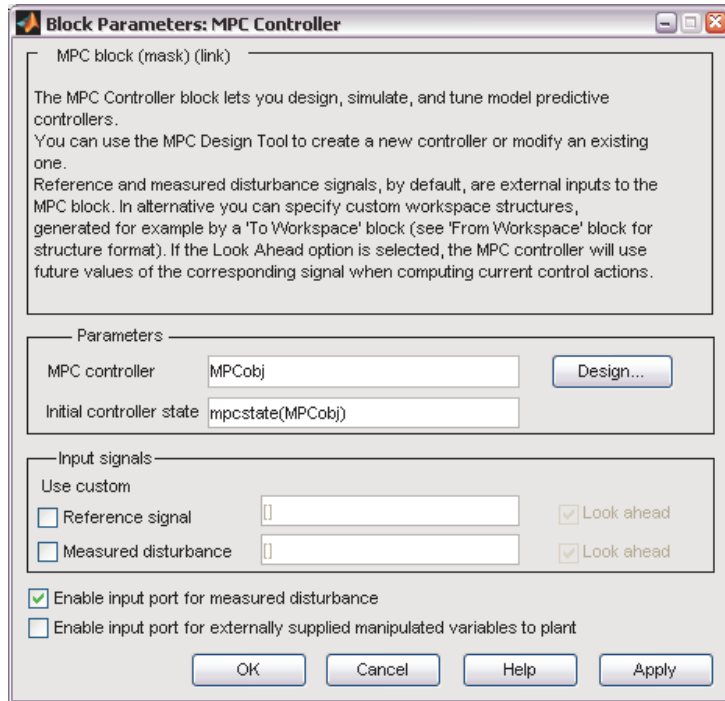 Block Parameters: MPC Controller
MPC block (mask) (link)
The MPC Controller block lets you design, simulate, and tune model predictive
controllers.
You can use the MPC Design Tool to create a new controller or modify an existing
one.
Reference and measured disturbance signals, by default, are external inputs to the
MPC block. In alternative you can specify custom workspace structures,
generated for example by a 'To Workspace' block (see 'From Workspace' block for
structure format). If the Look Ahead option is selected, the MPC controller will use
future values of the corresponding signal when computing current control actions.
Parameters
MPC controller MPCobj Design...
Initial controller state mpcstate(MPCobj)
Input signals
Use custom
Reference signal [] Look ahead
Measured disturbance [] Look ahead
Enable input port for measured disturbance
Enable input port for externally supplied manipulated variables to plant
OK Cancel Help Apply